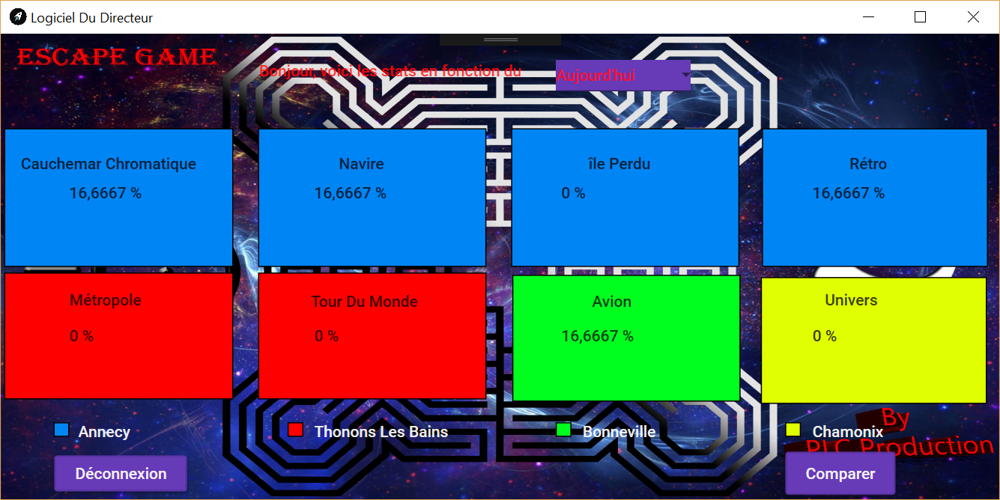 Logiciel Du Directeur
ESCAPE GAME
Bonjour, voici les stats en fonction du
Aujourd'hui
Cauchemar Chromatique
16,6667 %
Navire
16,6667 %
île Perdu
0 %
Rétro
16,6667 %
Métropole
0 %
Tour Du Monde
0 %
Avion
16,6667 %
Univers
0 %
Annecy
Thonons Les Bains
Bonneville
Chamonix
By
PLC Production
Déconnexion
Comparer